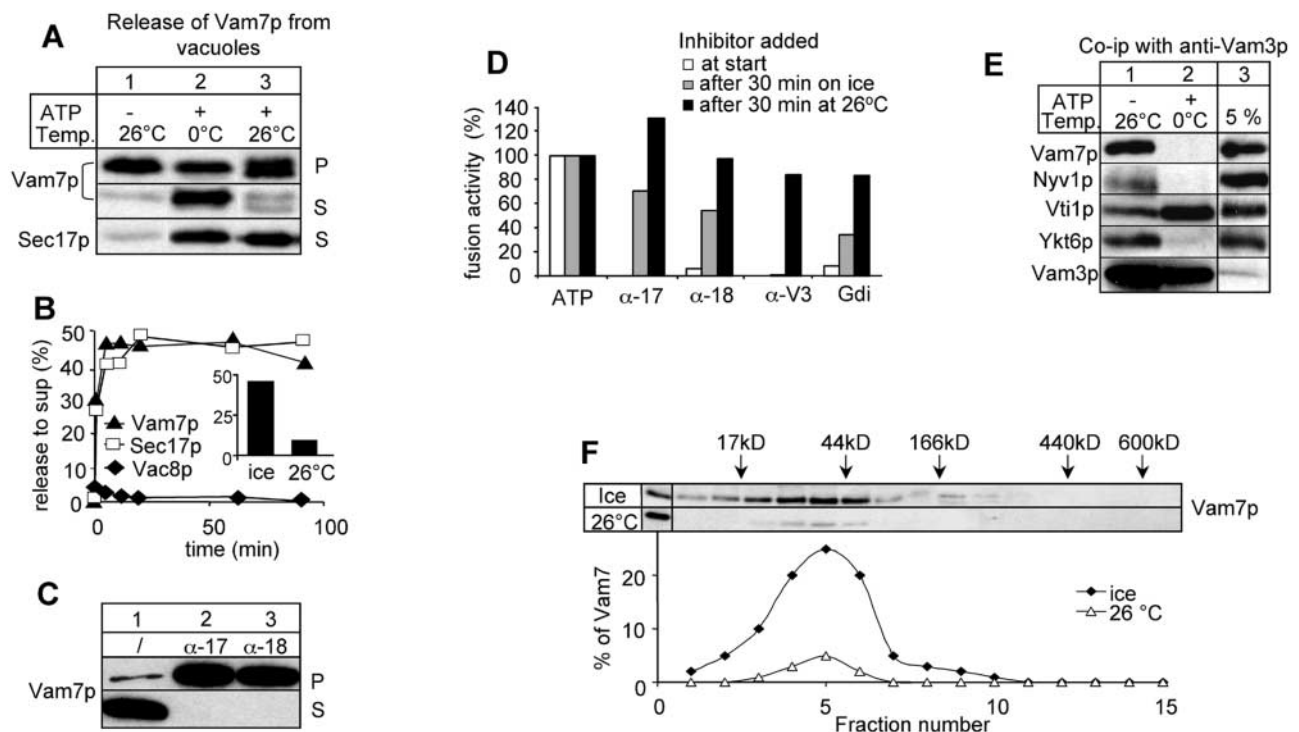 A
Release of Vam7p from
vacuoles
1 2 3
ATP - + +
Temp. 26°C 0°C 26°C
Vam7p P
S
Sec17p S
B
release to sup (%)
50
40
30
20
10
0
Vam7p
Sec17p
Vac8p
50
25
0
ice 26°C
0 50 100
time (min)
C
1 2 3
/ α-17 α-18
Vam7p P
S
D
Inhibitor added
at start
after 30 min on ice
after 30 min at 26°C
fusion activity (%)
140
120
100
80
60
40
20
0
ATP α-17 α-18 α-V3 Gdi
E
Co-ip with anti-Vam3p
1 2 3
ATP - +
Temp. 26°C 0°C 5 %
Vam7p
Nyv1p
Vti1p
Ykt6p
Vam3p
F
17kD 44kD 166kD 440kD 600kD
Ice
26°C
Vam7p
% of Vam7
20
10
0
ice
26 °C
0 5 10 15
Fraction number